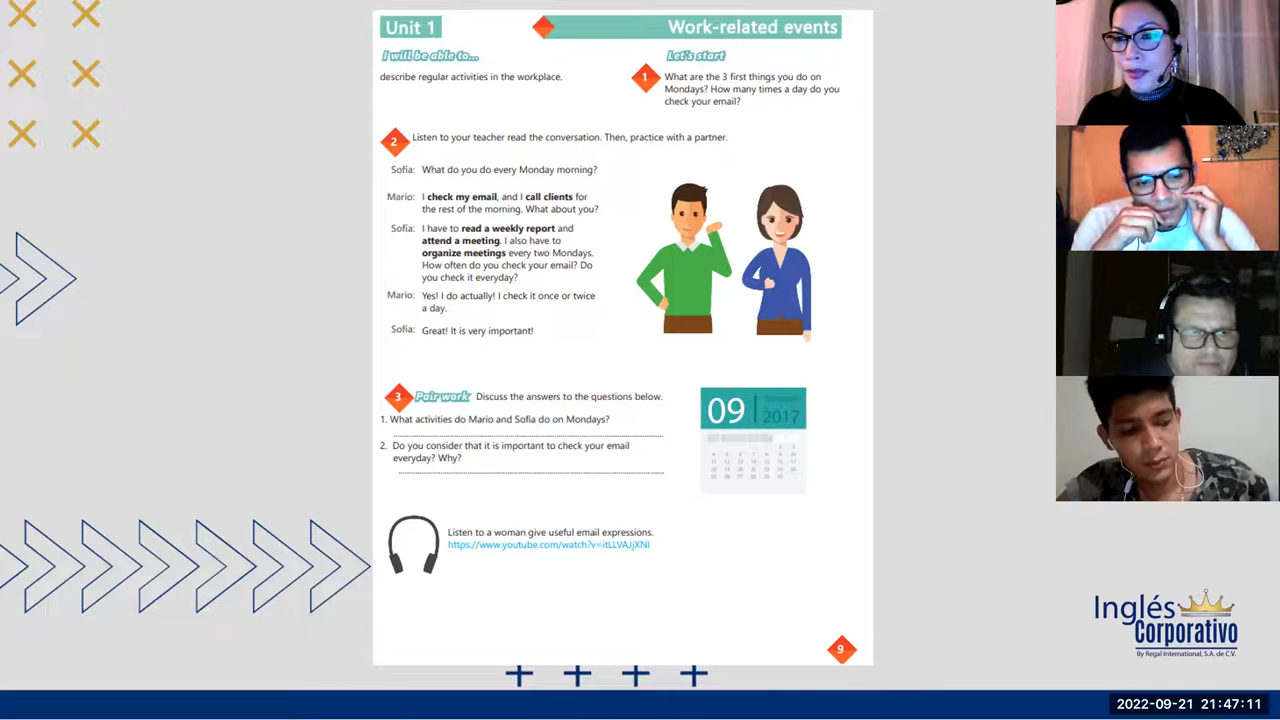 Unit 1
Work-related events
I will be able to...
describe regular activities in the workplace.
Let's start
1
What are the 3 first things you do on
Mondays? How many times a day do you
check your email?
2
Listen to your teacher read the conversation. Then, practice with a partner.
Sofia: What do you do every Monday morning?
Mario: I check my email, and I call clients for
the rest of the morning. What about you?
Sofia: I have to read a weekly report and
attend a meeting. I also have to
organize meetings every two Mondays.
How often do you check your email? Do
you check it everyday?
Mario: Yes! I do actually! I check it once or twice
a day.
Sofia: Great! It is very important!
3
Pair work Discuss the answers to the questions below.
1. What activities do Mario and Sofia do on Mondays?
2. Do you consider that it is important to check your email
everyday? Why?
09
2017
Listen to a woman give useful email expressions.
https://www.youtube.com/watch?v=itLLVAJjXNI
9
Inglés
Corporativo
By Regal International, S.A. de C.V.
2022-09-21 21:47:11